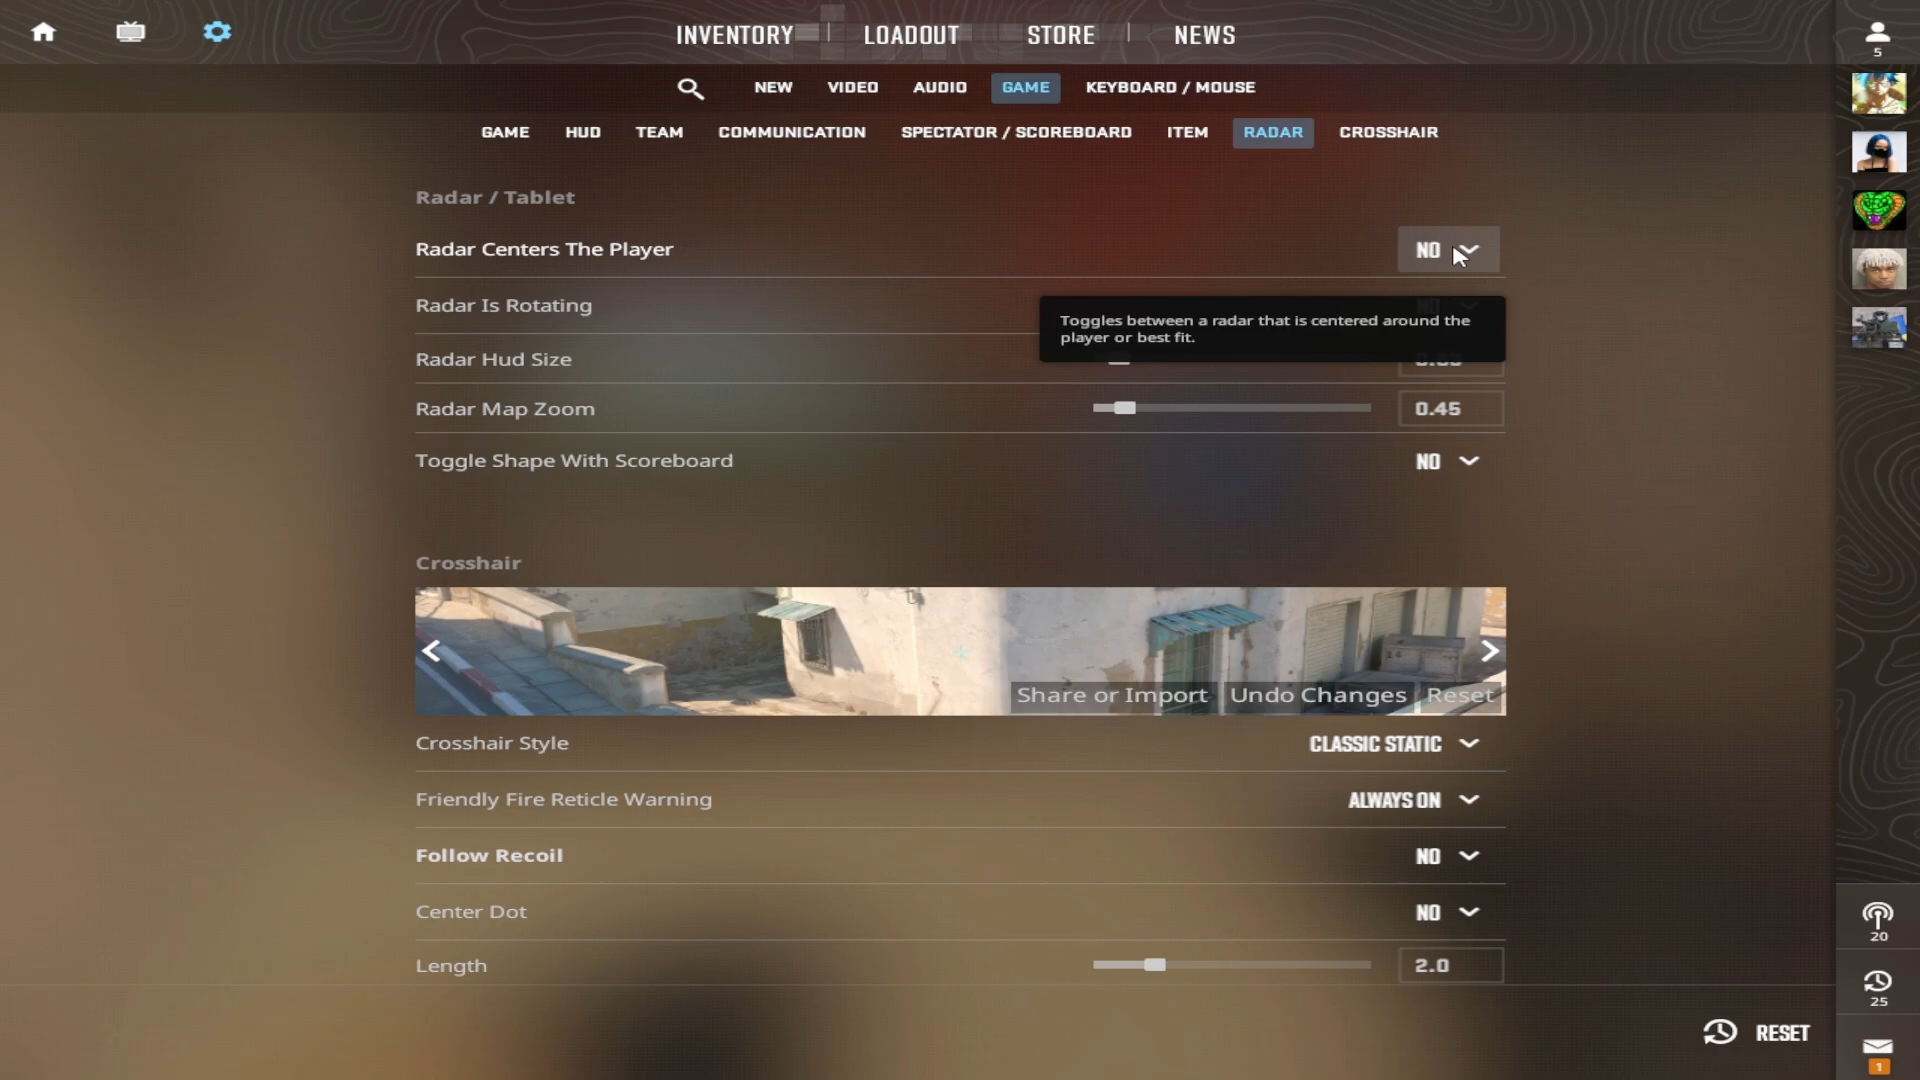 INVENTORY
LOADOUT
STORE
NEWS
5
NEW
VIDEO
AUDIO
GAME
KEYBOARD / MOUSE
GAME
HUD
TEAM
COMMUNICATION
SPECTATOR / SCOREBOARD
ITEM
RADAR
CROSSHAIR
Radar / Tablet
Radar Centers The Player
NO
Radar Is Rotating
Toggles between a radar that is centered around the
player or best fit.
Radar Hud Size
Radar Map Zoom
0.45
Toggle Shape With Scoreboard
NO
Crosshair
Share or Import
Undo Changes
Reset
Crosshair Style
CLASSIC STATIC
Friendly Fire Reticle Warning
ALWAYS ON
Follow Recoil
NO
Center Dot
NO
Length
2.0
20
25
RESET
1